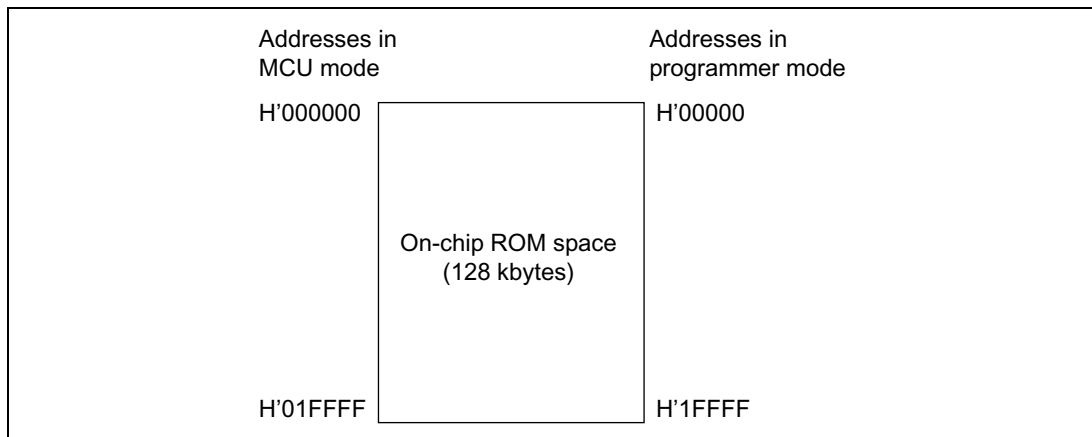 Addresses in
MCU mode
Addresses in
programmer mode
H’000000
H’00000
On-chip ROM space
(128 kbytes)
H’01FFFF
H’1FFFF